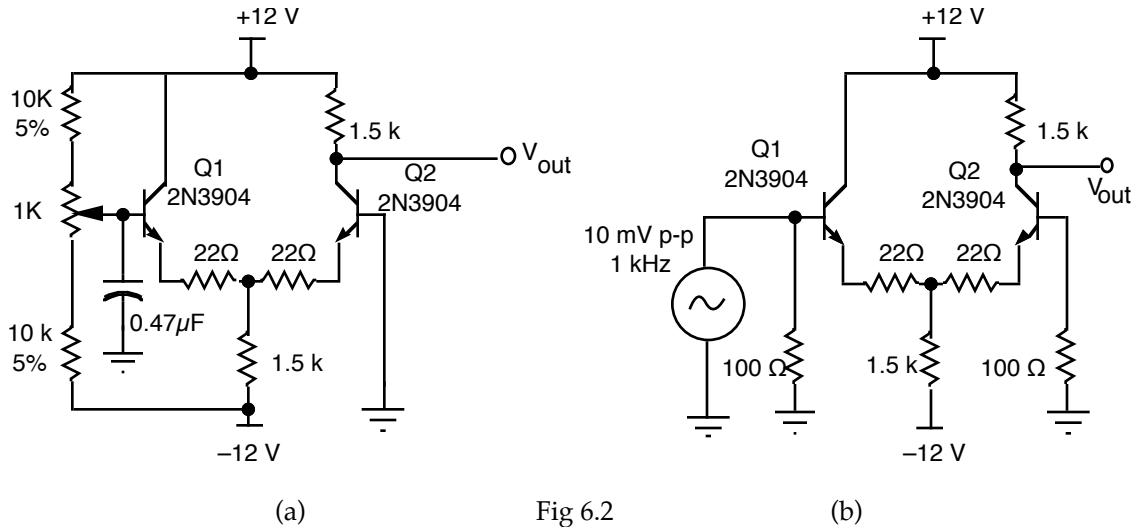 +12 V
10K
5%
1.5 k
V
out
Q1
2N3904
Q2
2N3904
1K
22Ω
22Ω
0.47µF
10 k
5%
1.5 k
–12 V
(a)
+12 V
1.5 k
Q1
2N3904
Q2
2N3904
V
out
10 mV p-p
1 kHz
22Ω
22Ω
100 Ω
1.5 k
100 Ω
–12 V
Fig 6.2
(b)